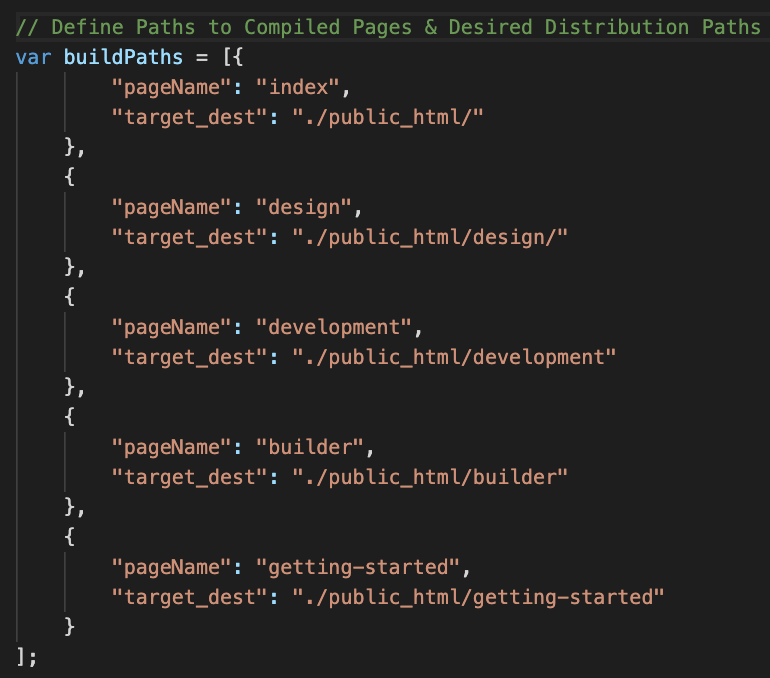 // Define Paths to Compiled Pages & Desired Distribution Paths
var buildPaths = [{
        "pageName": "index",
        "target_dest": "./public_html/"
    },
    {
        "pageName": "design",
        "target_dest": "./public_html/design/"
    },
    {
        "pageName": "development",
        "target_dest": "./public_html/development"
    },
    {
        "pageName": "builder",
        "target_dest": "./public_html/builder"
    },
    {
        "pageName": "getting-started",
        "target_dest": "./public_html/getting-started"
    }
];